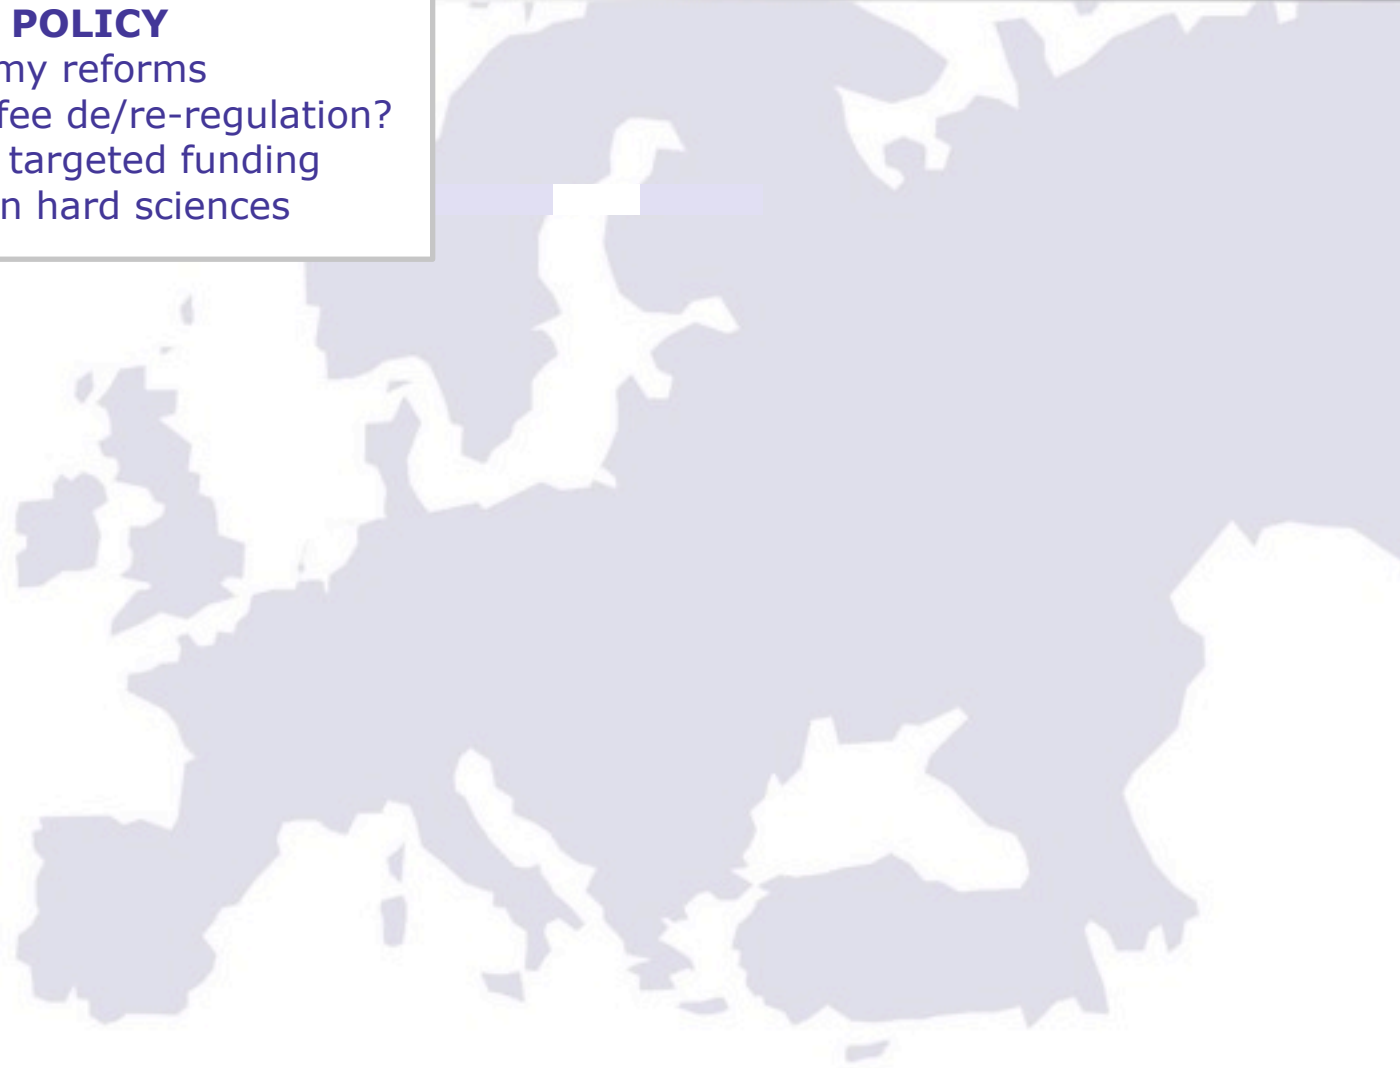 POLICY
my reforms
fee de/re-regulation?
targeted funding
n hard sciences